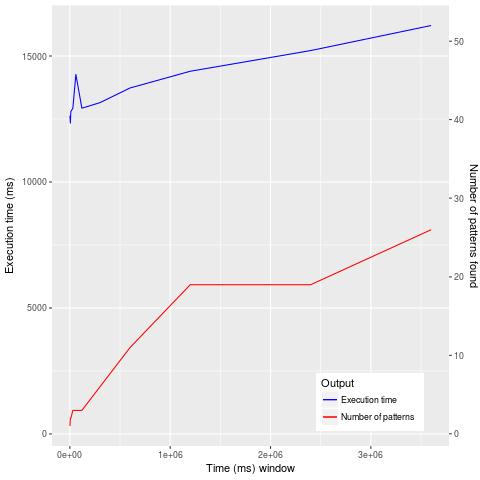 15000
10000
5000
0
Execution time (ms)
50
40
30
20
10
0
Number of patterns found
Output
Execution time
Number of patterns
0e+00 1e+06 2e+06 3e+06
Time (ms) window